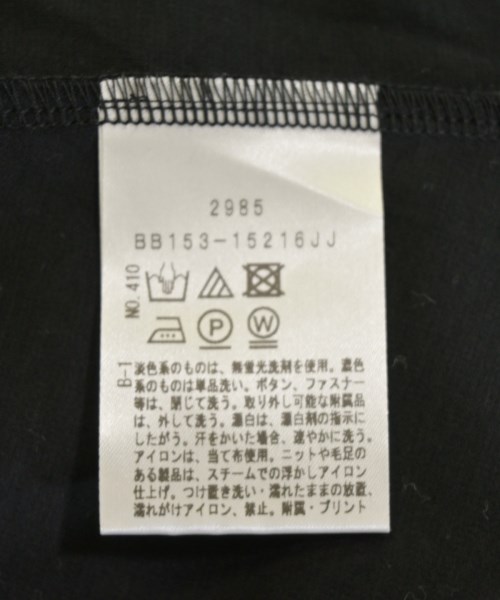 2985
BB153-15216JJ
NO.410
P
W
B-1
淡色系のものは、無蛍光洗剤を使用。濃色
系のものは単品洗い。ボタン、ファスナー
等は、閉じて洗う。取り外し可能な附属品
は、外して洗う。漂白は、漂白剤の指示に
したがう。汗をかいた場合、速やかに洗う。
アイロンは、当て布使用。ニットや毛足の
ある製品は、スチームでの浮かしアイロン
仕上げ。つけ置き洗い・濡れたままの放置、
濡れがけアイロン、禁止。附属・プリント